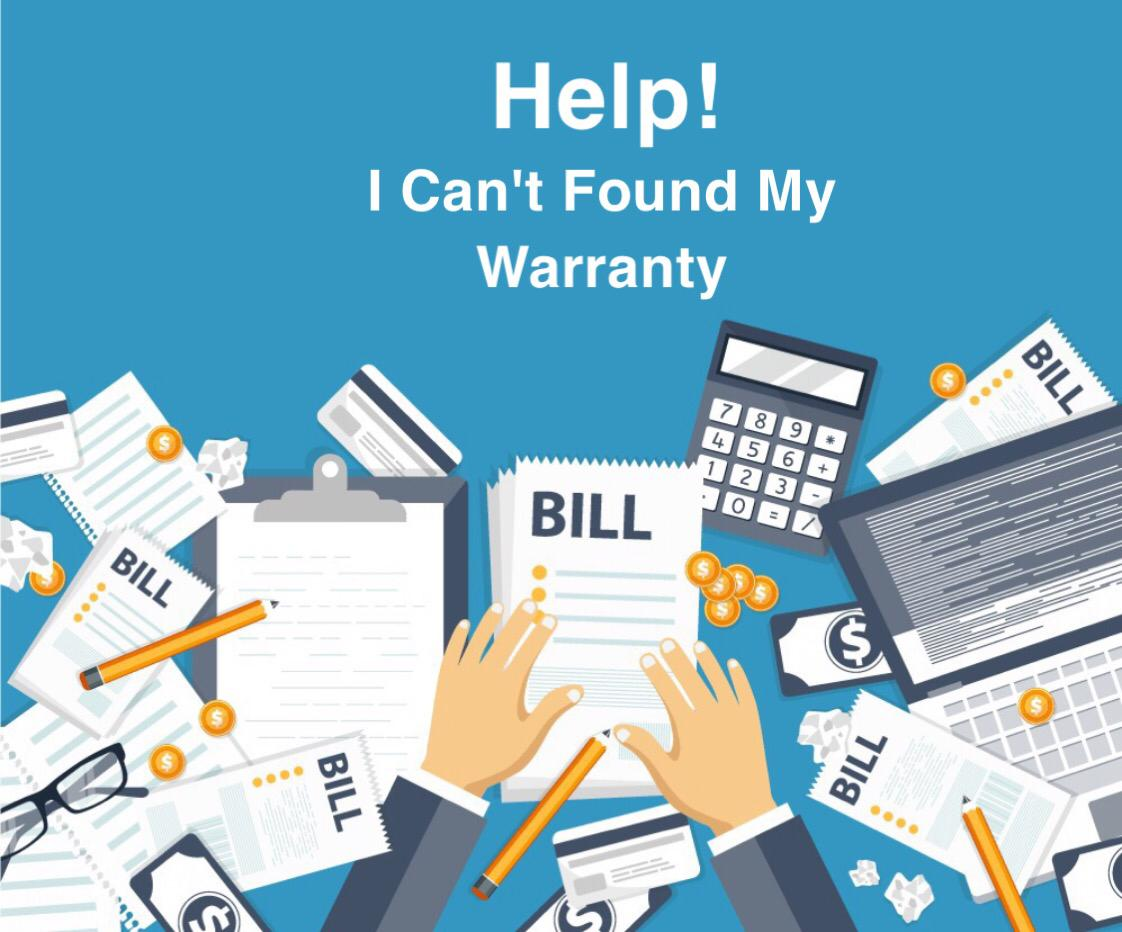 Help!
I Can't Found My
Warranty
BILL
7 8 9 *
4 5 6 +
1 2 3 -
0 = /
BILL
BILL
BILL
BILL
$
$
$
$
$
$
$
$
$
$
$
$
$
$